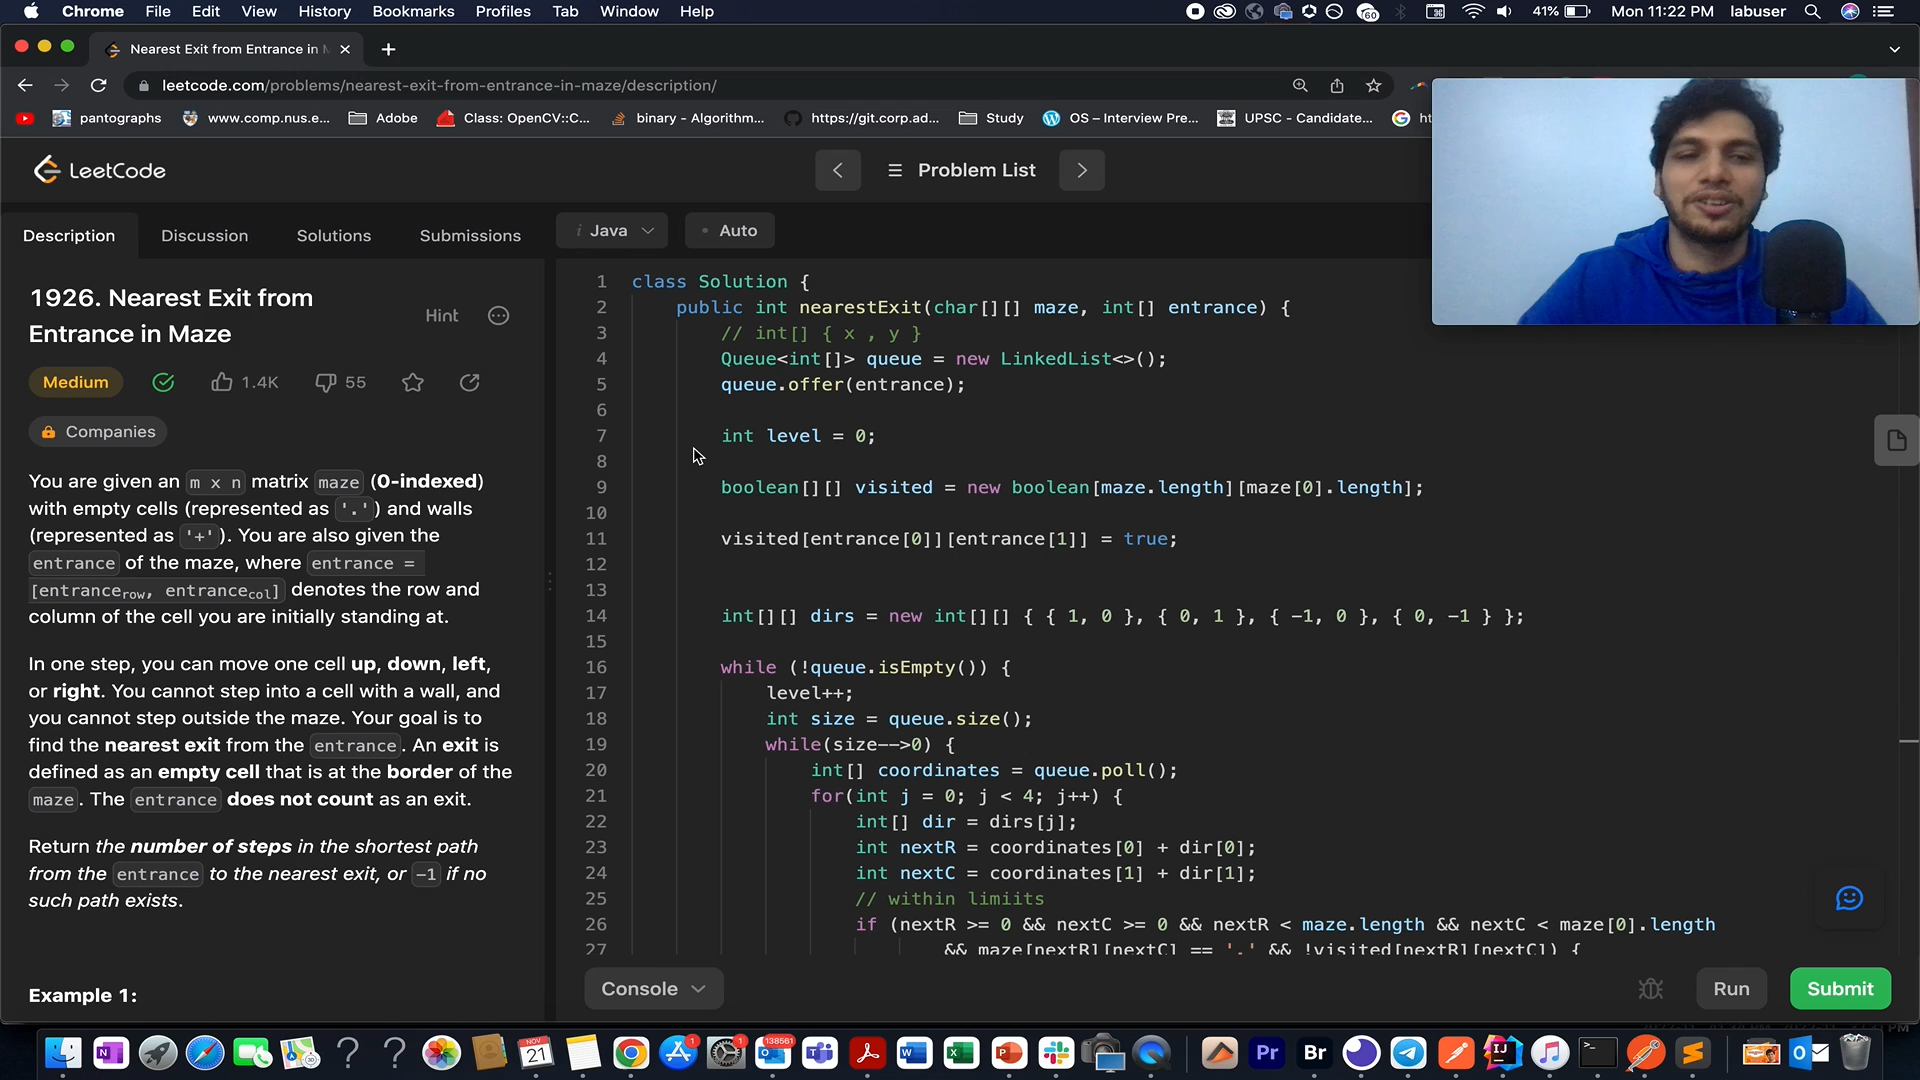 Chrome File Edit View History Bookmarks Profiles Tab Window Help 60 41% Mon 11:22 PM labuser
Nearest Exit from Entrance in M
leetcode.com/problems/nearest-exit-from-entrance-in-maze/description/
pantographs www.comp.nus.e... Adobe Class: OpenCV::C... binary - Algorithm... https://git.corp.ad... Study OS – Interview Pre... UPSC - Candidate... ht
LeetCode
Problem List
Description Discussion Solutions Submissions
Java Auto
1926. Nearest Exit from
Entrance in Maze
Hint
Medium 1.4K 55
Companies
You are given an m x n matrix maze (0-indexed)
with empty cells (represented as '.') and walls
(represented as '+'). You are also given the
entrance of the maze, where entrance =
[entrancerow, entrancecol] denotes the row and
column of the cell you are initially standing at.
In one step, you can move one cell up, down, left,
or right. You cannot step into a cell with a wall, and
you cannot step outside the maze. Your goal is to
find the nearest exit from the entrance. An exit is
defined as an empty cell that is at the border of the
maze. The entrance does not count as an exit.
Return the number of steps in the shortest path
from the entrance to the nearest exit, or -1 if no
such path exists.
Example 1:
1 class Solution {
2 public int nearestExit(char[][] maze, int[] entrance) {
3 // int[] { x , y }
4 Queue<int[]> queue = new LinkedList<>();
5 queue.offer(entrance);
6
7 int level = 0;
8
9 boolean[][] visited = new boolean[maze.length][maze[0].length];
10
11 visited[entrance[0]][entrance[1]] = true;
12
13
14 int[][] dirs = new int[][] { { 1, 0 }, { 0, 1 }, { -1, 0 }, { 0, -1 } };
15
16 while (!queue.isEmpty()) {
17 level++;
18 int size = queue.size();
19 while(size-->0) {
20 int[] coordinates = queue.poll();
21 for(int j = 0; j < 4; j++) {
22 int[] dir = dirs[j];
23 int nextR = coordinates[0] + dir[0];
24 int nextC = coordinates[1] + dir[1];
25 // within limiits
26 if (nextR >= 0 && nextC >= 0 && nextR < maze.length && nextC < maze[0].length
27 && maze[nextR][nextC] == '.' && !visited[nextR][nextC]) {
Console
Run
Submit
NOV
21
1
1
138561
Pr
Br
IJ